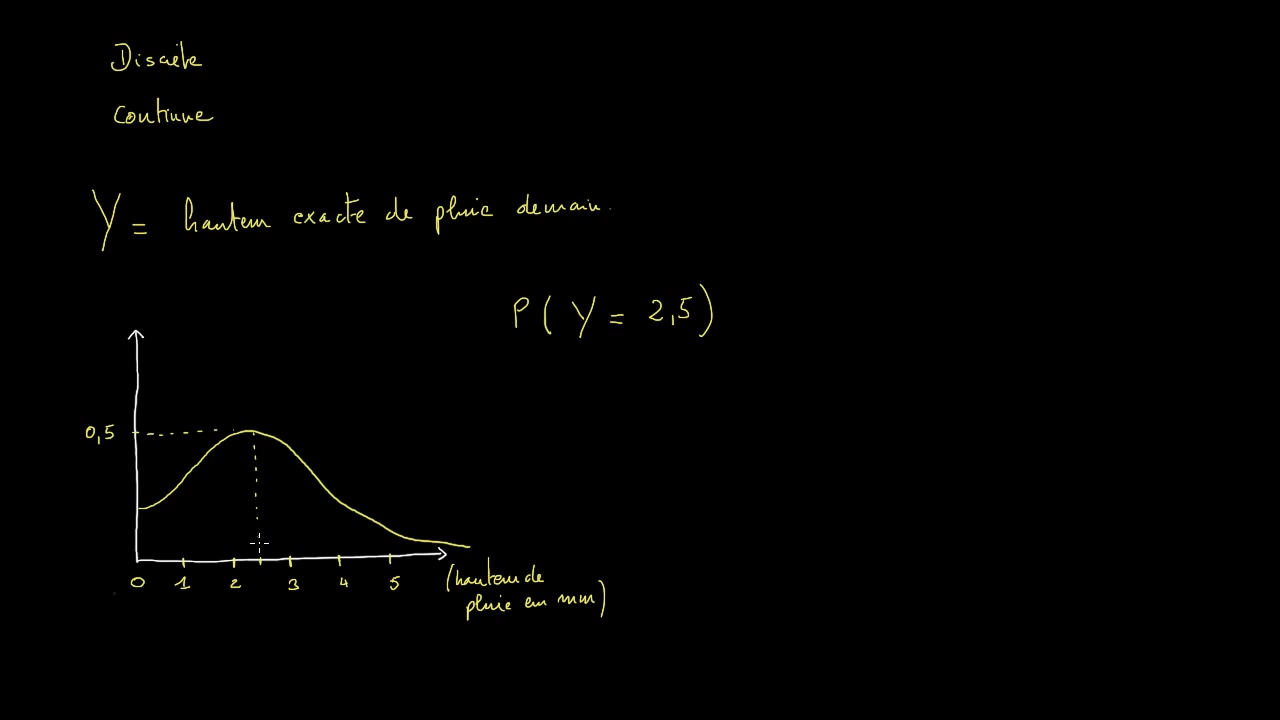 Discrète
Continue
Y = hauteur exacte de pluie demain.
P( Y = 2,5 )
0,5
0 1 2 3 4 5
(hauteur de
pluie en mm)